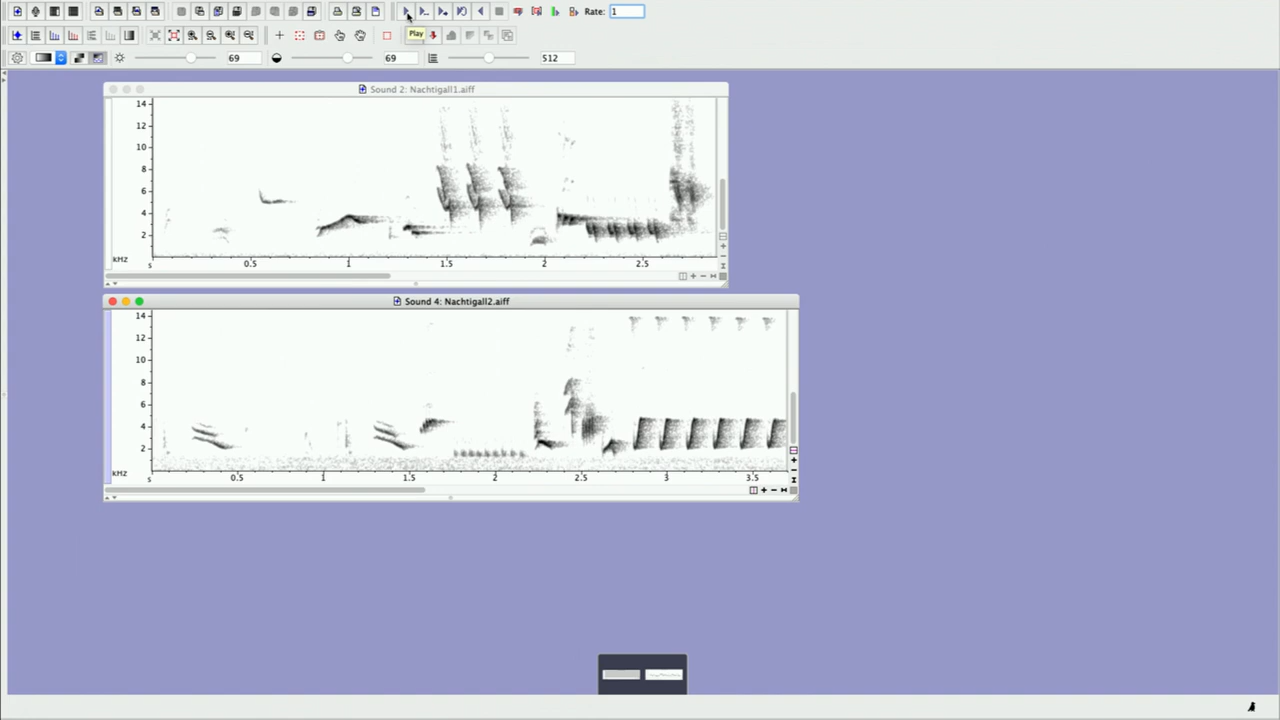 Rate: 1
Play
69
69
512
Sound 2: Nachtigall1.aiff
14
12
10
8
6
4
2
kHz
s 0.5 1 1.5 2 2.5
Sound 4: Nachtigall2.aiff
14
12
10
8
6
4
2
kHz
s 0.5 1 1.5 2 2.5 3 3.5